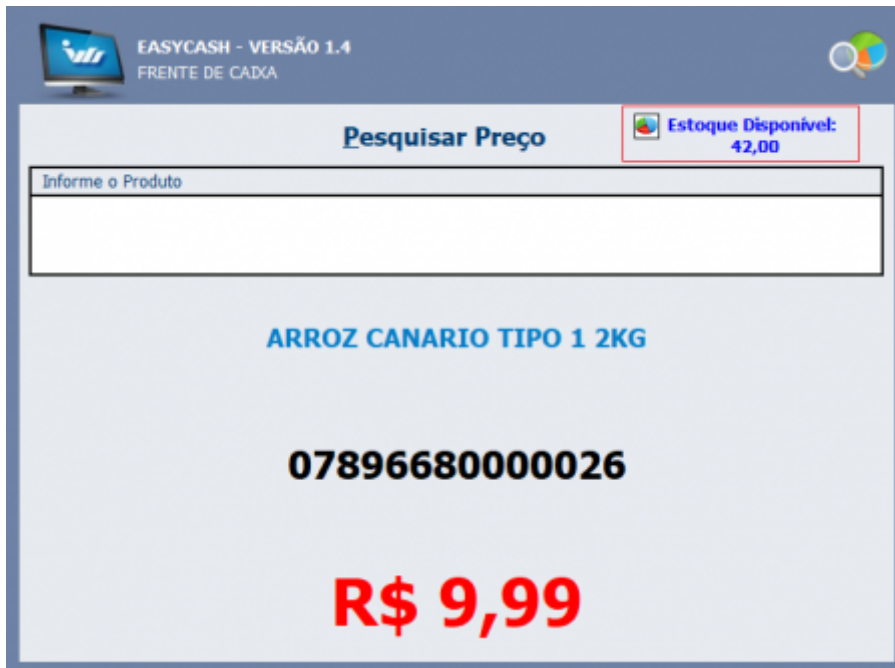 EASYCASH - VERSÃO 1.4
FRENTE DE CAIXA
Pesquisar Preço
Estoque Disponível:
42,00
Informe o Produto
ARROZ CANARIO TIPO 1 2KG
07896680000026
R$ 9,99